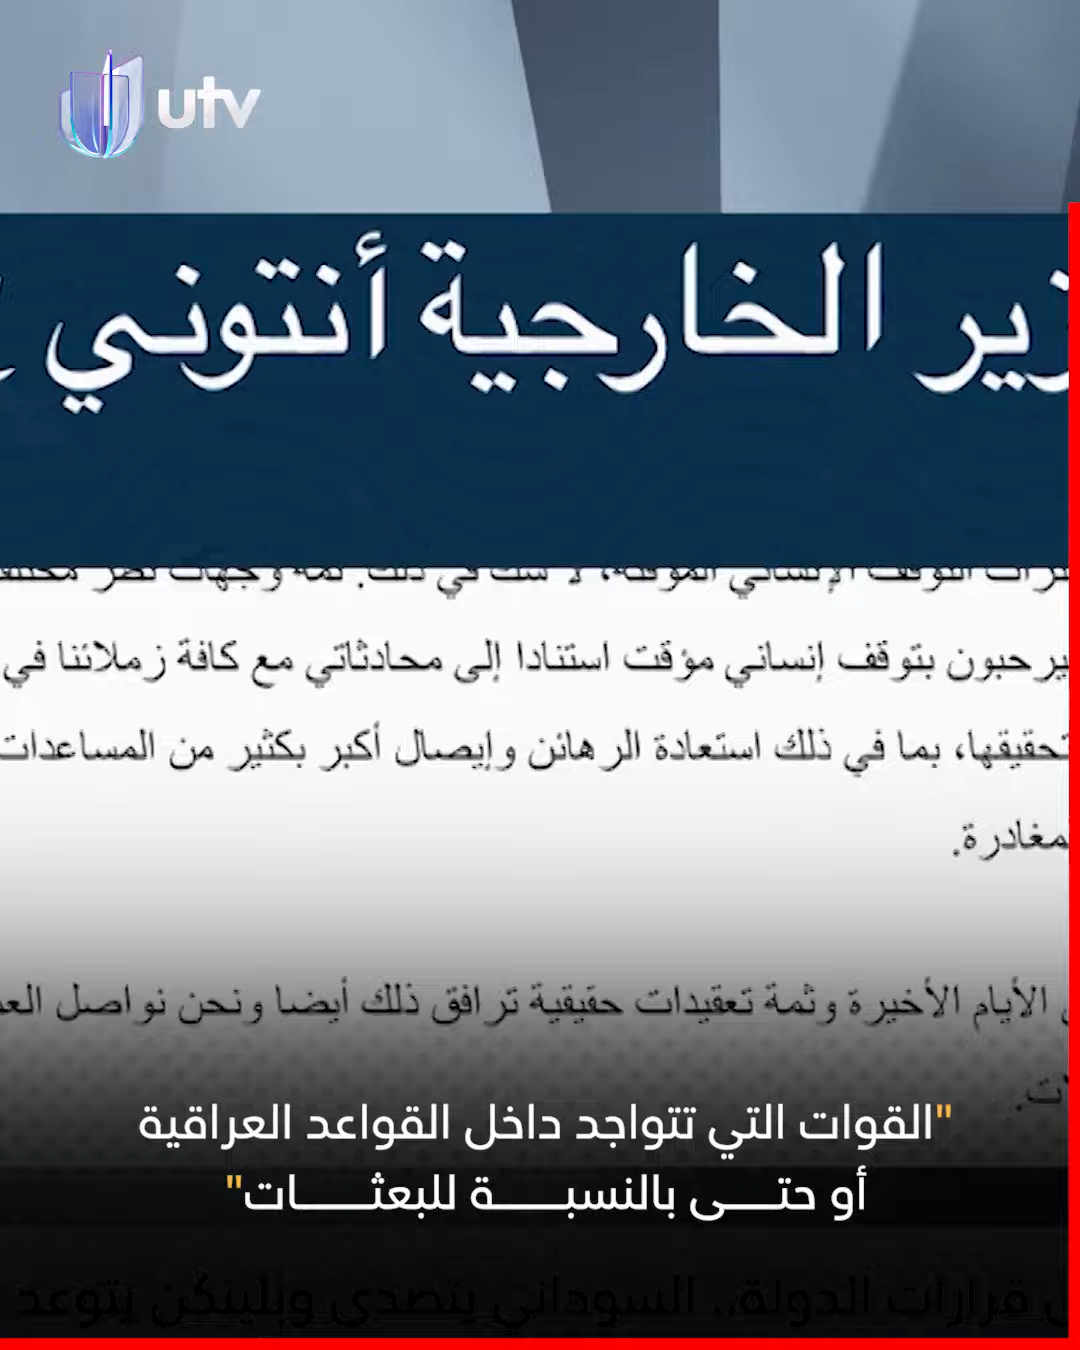 utv
زير الخارجية أنتوني
يرحبون بتوقف إنساني مؤقت استنادا إلى محادثاتي مع كافة زملائنا في
تحقيقها، بما في ذلك استعادة الرهائن وإيصال أكبر بكثير من المساعدات
مغادرة.
الأيام الأخيرة وثمة تعقيدات حقيقية ترافق ذلك أيضا ونحن نواصل
"القوات التي تتواجد داخل القواعد العراقية
أو حتى بالنسبة للبعثات"
قرارات الدولة.. السوداني يتصدى وبلينكن يتوعد